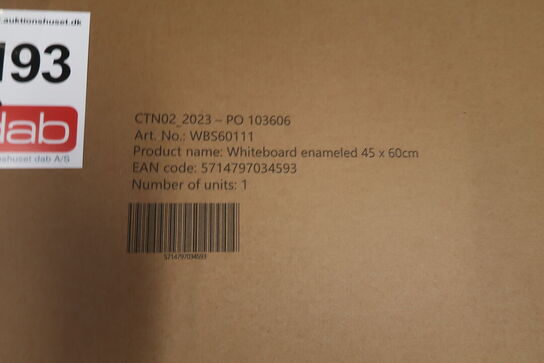 .auktionshuset.dk
193
dab
nshuset dab A/S
CTN02_2023 – PO 103606
Art. No.: WBS60111
Product name: Whiteboard enameled 45 x 60cm
EAN code: 5714797034593
Number of units: 1
5714797034593